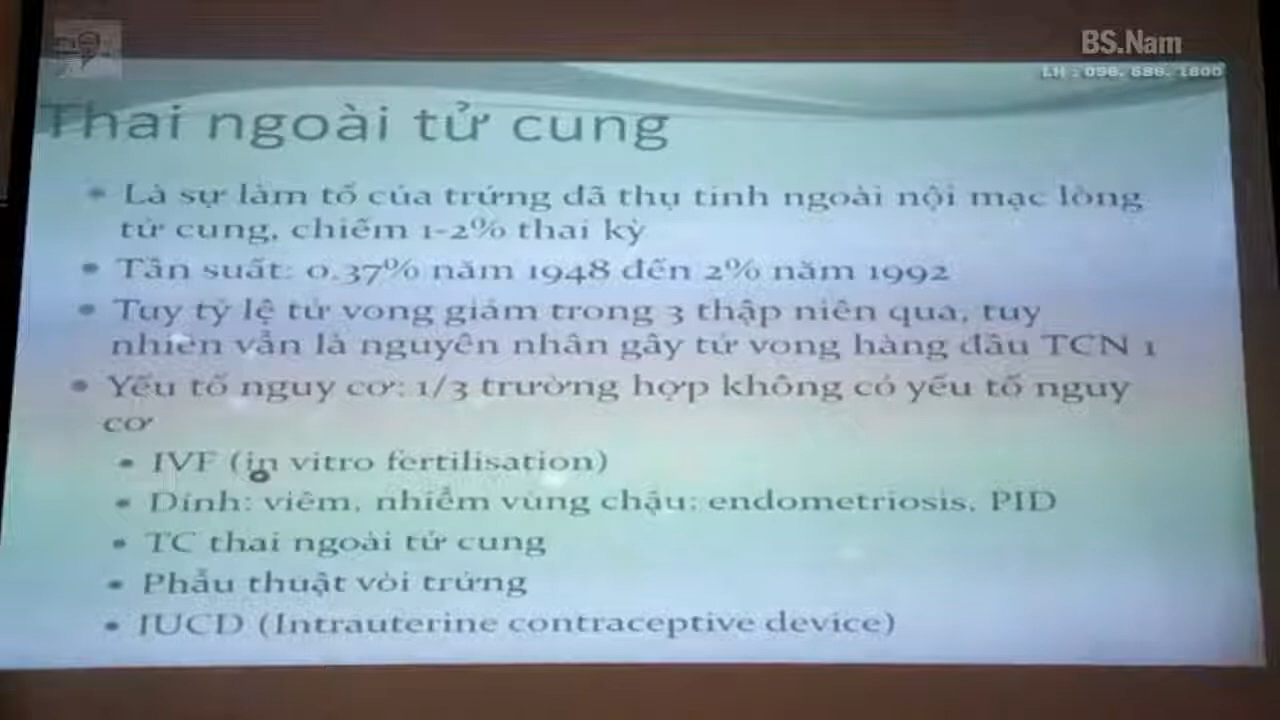 BS.Nam
LH : 098. 689. 1800
Thai ngoài tử cung
Là sự làm tổ của trứng đã thụ tinh ngoài nội mạc lòng
tử cung, chiếm 1-2% thai kỳ
Tần suất: 0.37% năm 1948 đến 2% năm 1992
Tuy tỷ lệ tử vong giảm trong 3 thập niên qua, tuy
nhiên vẫn là nguyên nhân gây tử vong hàng đầu TCN 1
Yếu tố nguy cơ: 1/3 trường hợp không có yếu tố nguy
cơ
IVF (in vitro fertilisation)
Dính: viêm, nhiễm vùng chậu: endometriosis, PID
TC thai ngoài tử cung
Phẫu thuật vòi trứng
IUCD (Intrauterine contraceptive device)